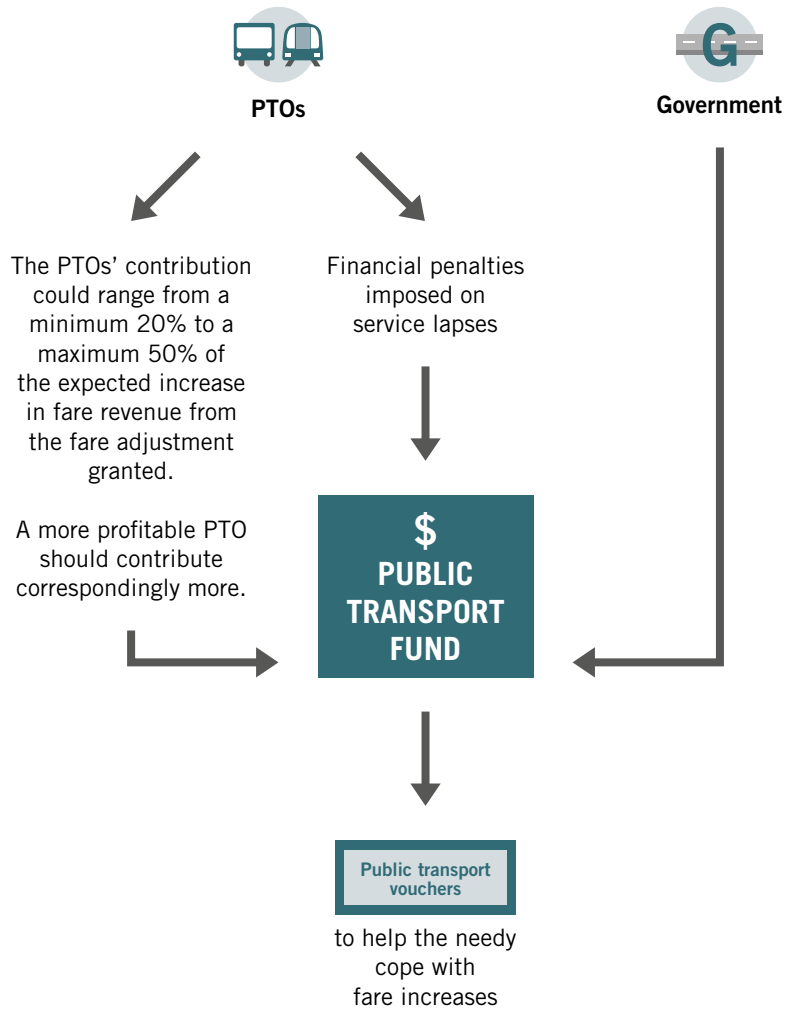 G
PTOs
Government
The PTOs’ contribution
could range from a
minimum 20% to a
maximum 50% of
the expected increase
in fare revenue from
the fare adjustment
granted.
A more profitable PTO
should contribute
correspondingly more.
Financial penalties
imposed on
service lapses
$
PUBLIC
TRANSPORT
FUND
Public transport
vouchers
to help the needy
cope with
fare increases